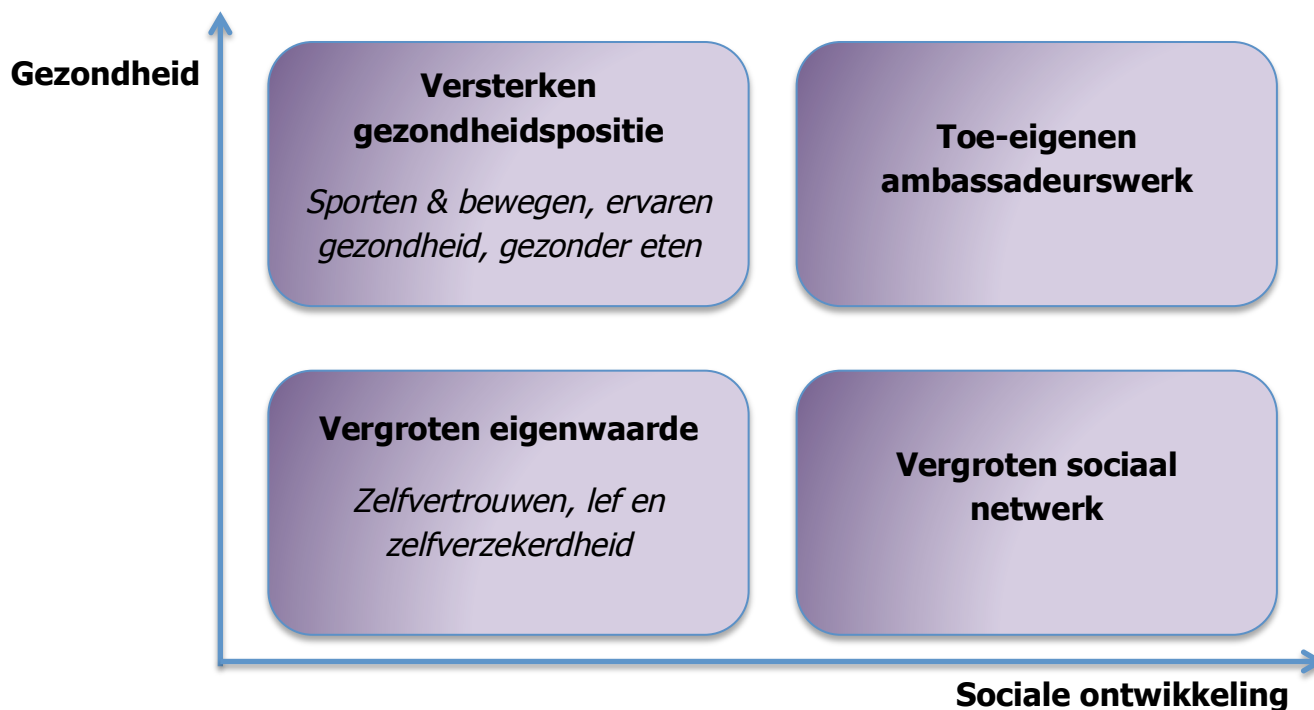 Gezondheid
Versterken
gezondheidspositie
Sporten & bewegen, ervaren
gezondheid, gezonder eten
Toe-eigenen
ambassadeurswerk
Vergroten eigenwaarde
Zelfvertrouwen, lef en
zelfverzekerdheid
Vergroten sociaal
netwerk
Sociale ontwikkeling